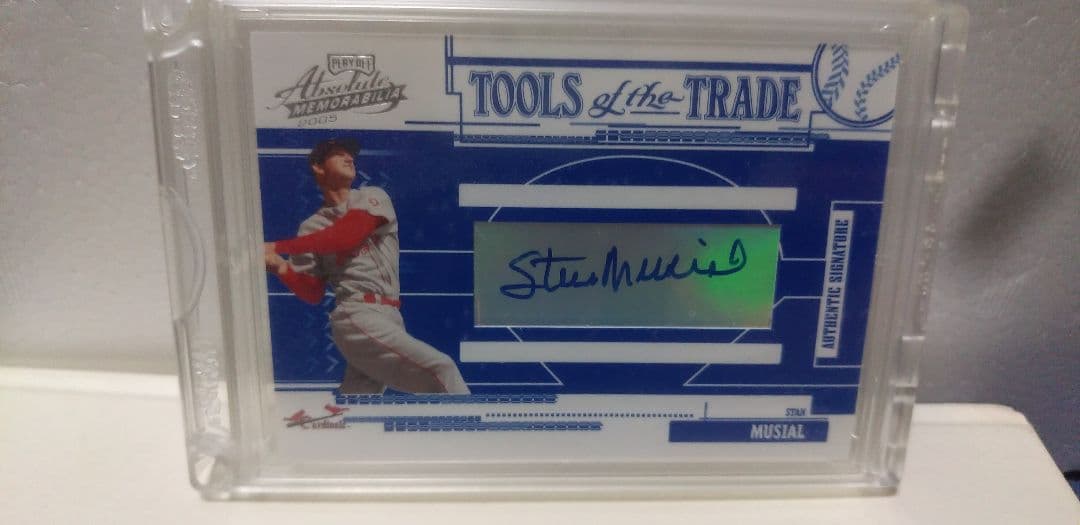 PLAYOFF
Absolute
MEMORABILIA
2005
TOOLS of the TRADE
Stan Musial
AUTHENTIC SIGNATURE
Cardinals
STAN
MUSIAL